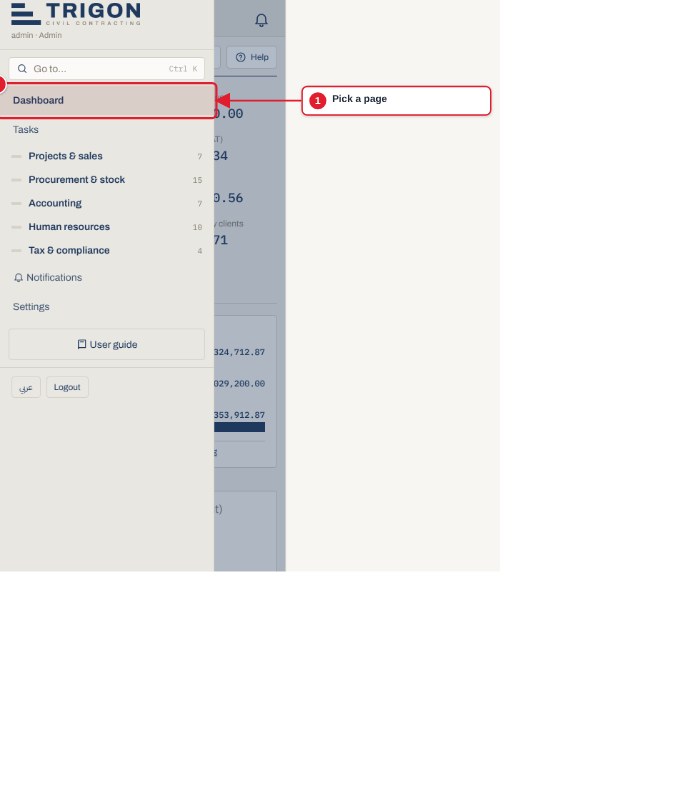 TRIGON
CIVIL CONTRACTING
admin · Admin
Go to...
Ctrl K
Help
Dashboard
1 Pick a page
0.00
Tasks
T)
Projects & sales 7
34
Procurement & stock 15
Accounting 7
0.56
Human resources 10
clients
71
Tax & compliance 4
Notifications
Settings
User guide
324,712.87
029,200.00
عربي
Logout
353,912.87
t)